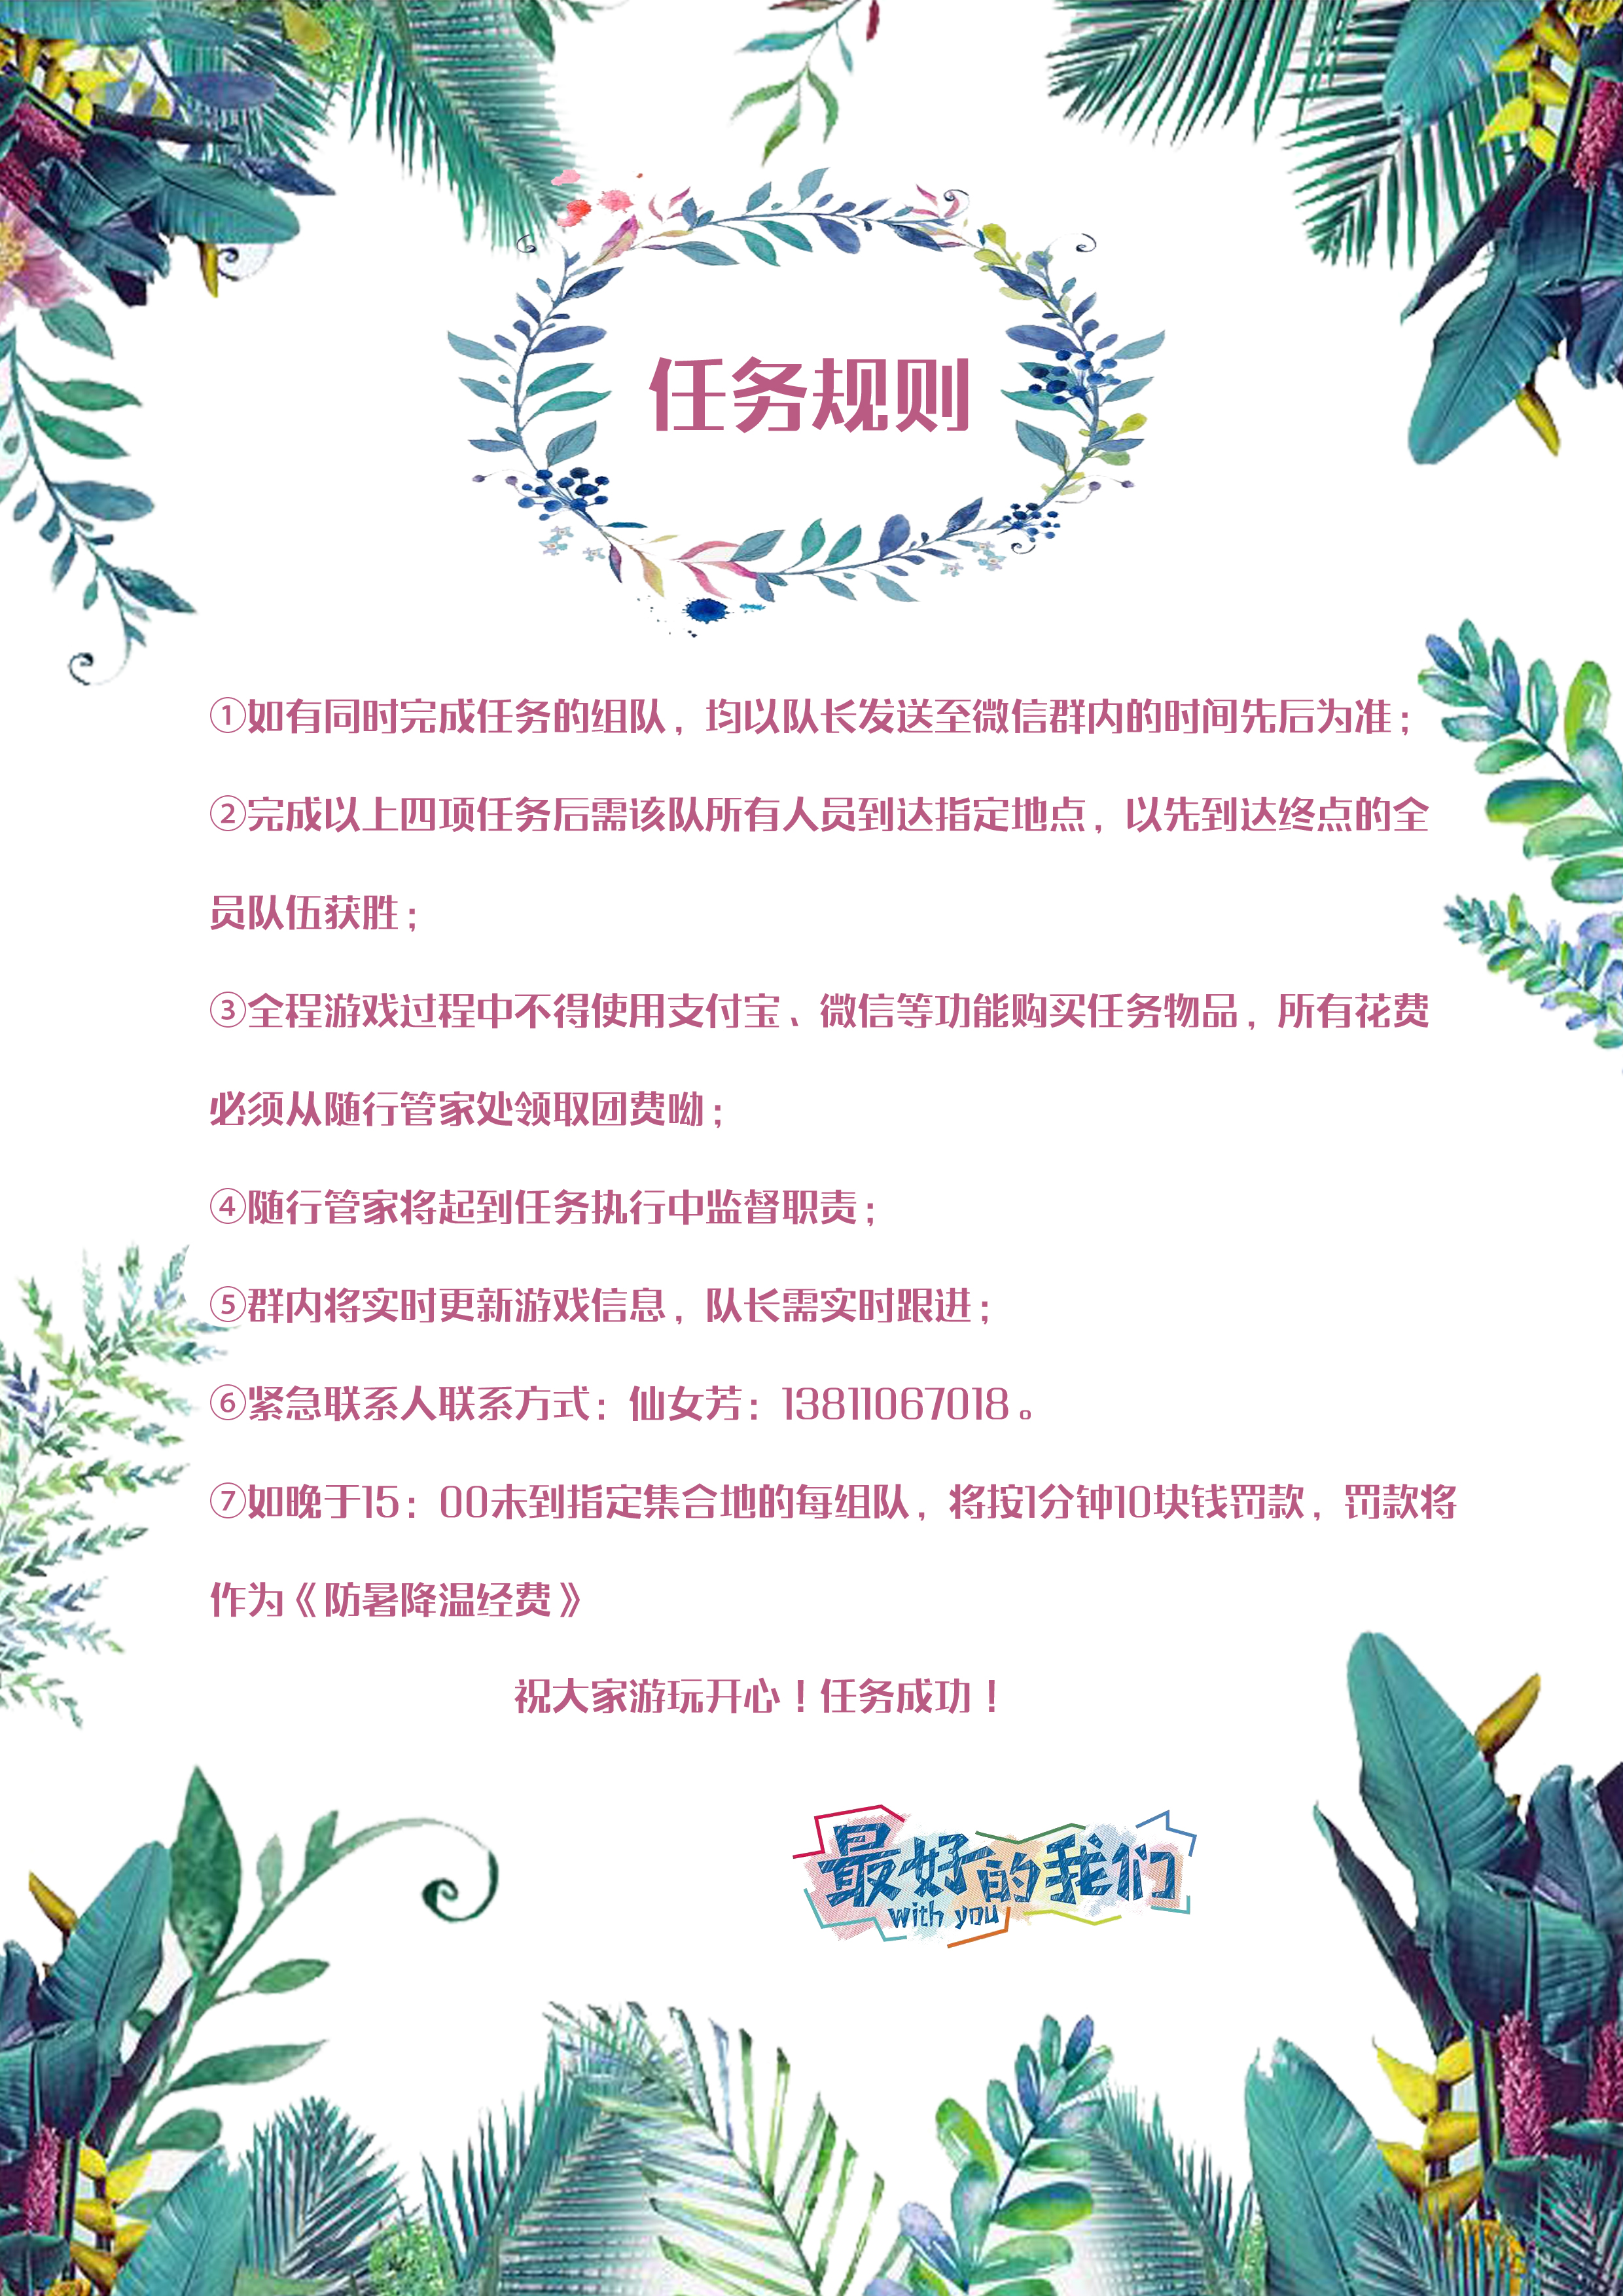 任务规则
①如有同时完成任务的组队，均以队长发送至微信群内的时间先后为准；
②完成以上四项任务后需该队所有人员到达指定地点，以先到达终点的全
员队伍获胜；
③全程游戏过程中不得使用支付宝、微信等功能购买任务物品，所有花费
必须从随行管家处领取团费呦；
④随行管家将起到任务执行中监督职责；
⑤群内将实时更新游戏信息，队长需实时跟进；
⑥紧急联系人联系方式：仙女芳：13811067018。
⑦如晚于15：00未到指定集合地的每组队，将按1分钟10块钱罚款，罚款将
作为《防暑降温经费》
祝大家游玩开心！任务成功！
最好的我们
with you